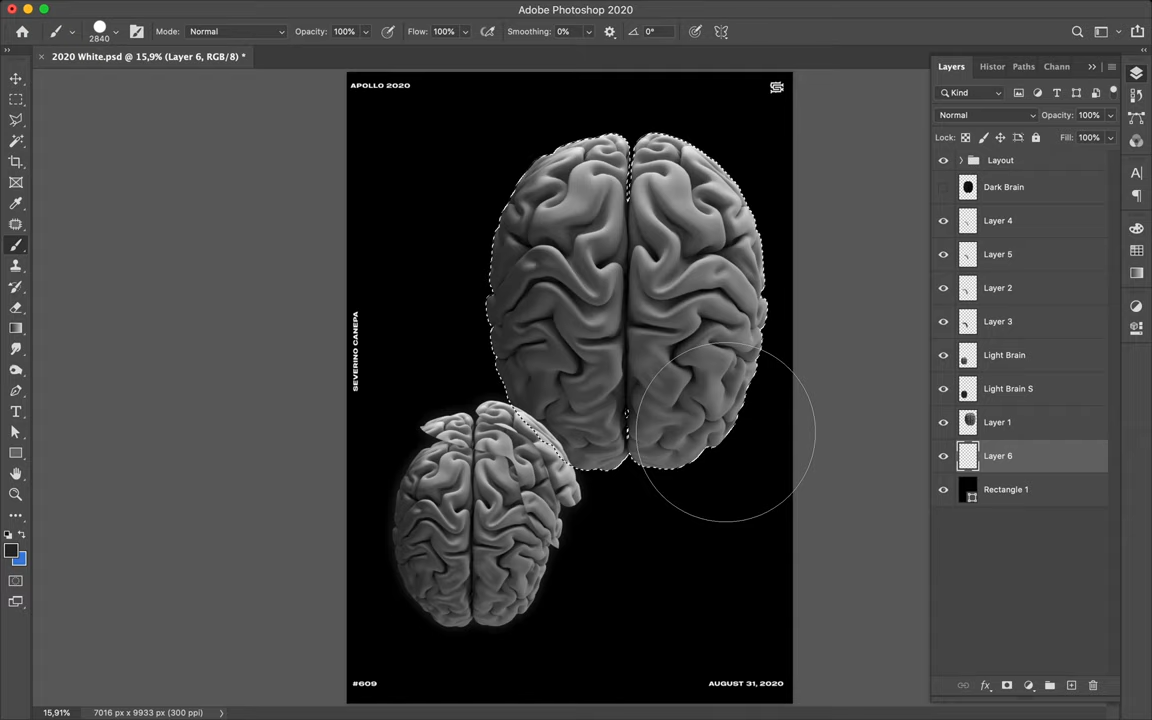 Adobe Photoshop 2020
2840
Mode: Normal
Opacity: 100%
Flow: 100%
Smoothing: 0%
0°
2020 White.psd @ 15,9% (Layer 6, RGB/8) *
Layers
Histor
Paths
Chann
Kind
Normal
Opacity: 100%
Lock:
Fill: 100%
Layout
Dark Brain
Layer 4
Layer 5
Layer 2
Layer 3
Light Brain
Light Brain S
Layer 1
Layer 6
Rectangle 1
APOLLO 2020
SEVERINO CANEPA
#609
AUGUST 31, 2020
15,91%
7016 px x 9933 px (300 ppi)